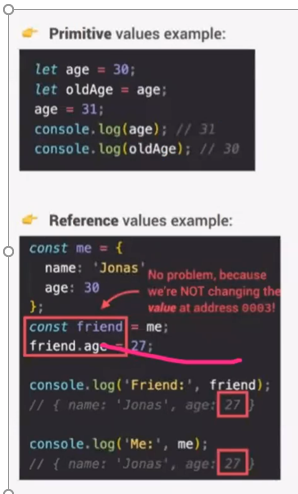 👉 Primitive values example:
let age = 30;
let oldAge = age;
age = 31;
console.log(age); // 31
console.log(oldAge); // 30
👉 Reference values example:
const me = {
name: 'Jonas'
age: 30
};
No problem, because
we're NOT changing the
value at address 0003!
const friend = me;
friend.age = 27;
console.log('Friend:', friend);
// { name: 'Jonas', age: 27 }
console.log('Me:', me);
// { name: 'Jonas', age: 27 }